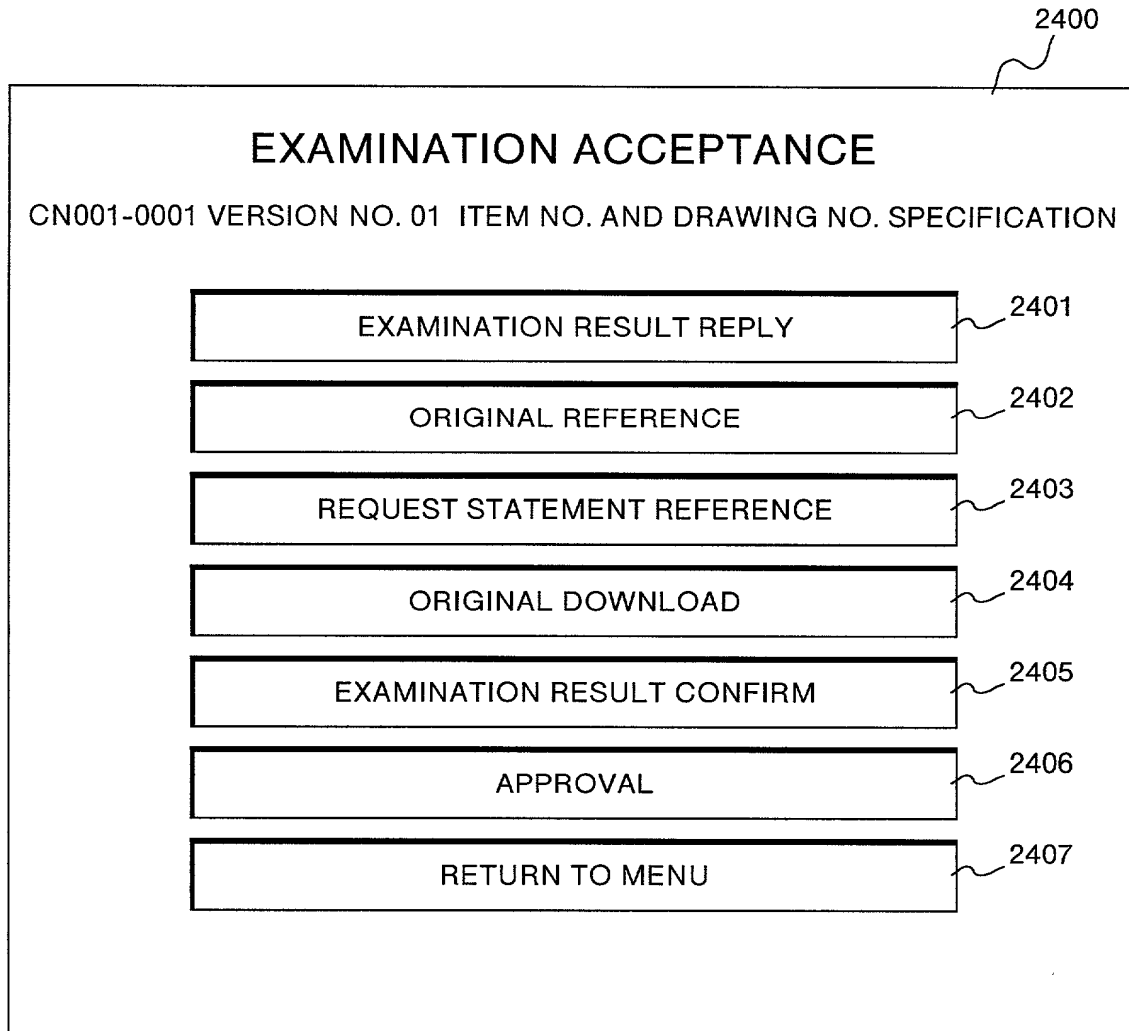 2400
EXAMINATION ACCEPTANCE
CN001-0001 VERSION NO. 01 ITEM NO. AND DRAWING NO. SPECIFICATION
EXAMINATION RESULT REPLY
2401
ORIGINAL REFERENCE
2402
REQUEST STATEMENT REFERENCE
2403
ORIGINAL DOWNLOAD
2404
EXAMINATION RESULT CONFIRM
2405
APPROVAL
2406
RETURN TO MENU
2407